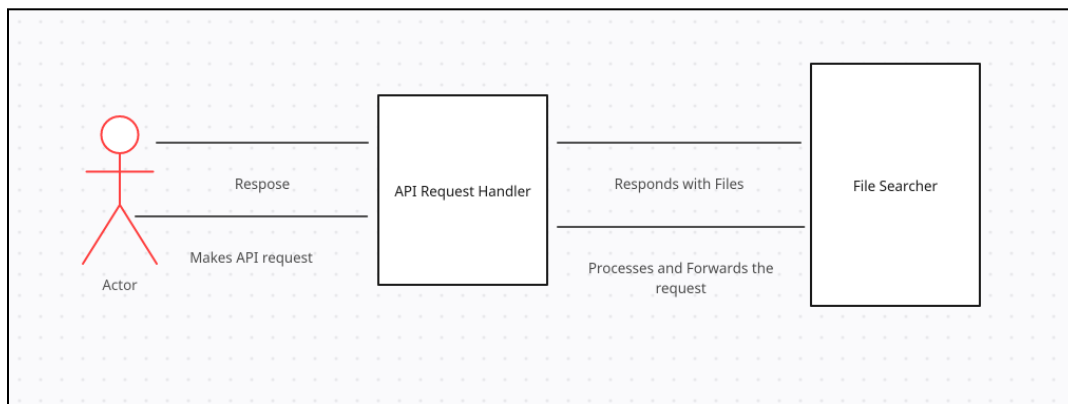 Respose
Makes API request
Actor
API Request Handler
Responds with Files
Processes and Forwards the
request
File Searcher